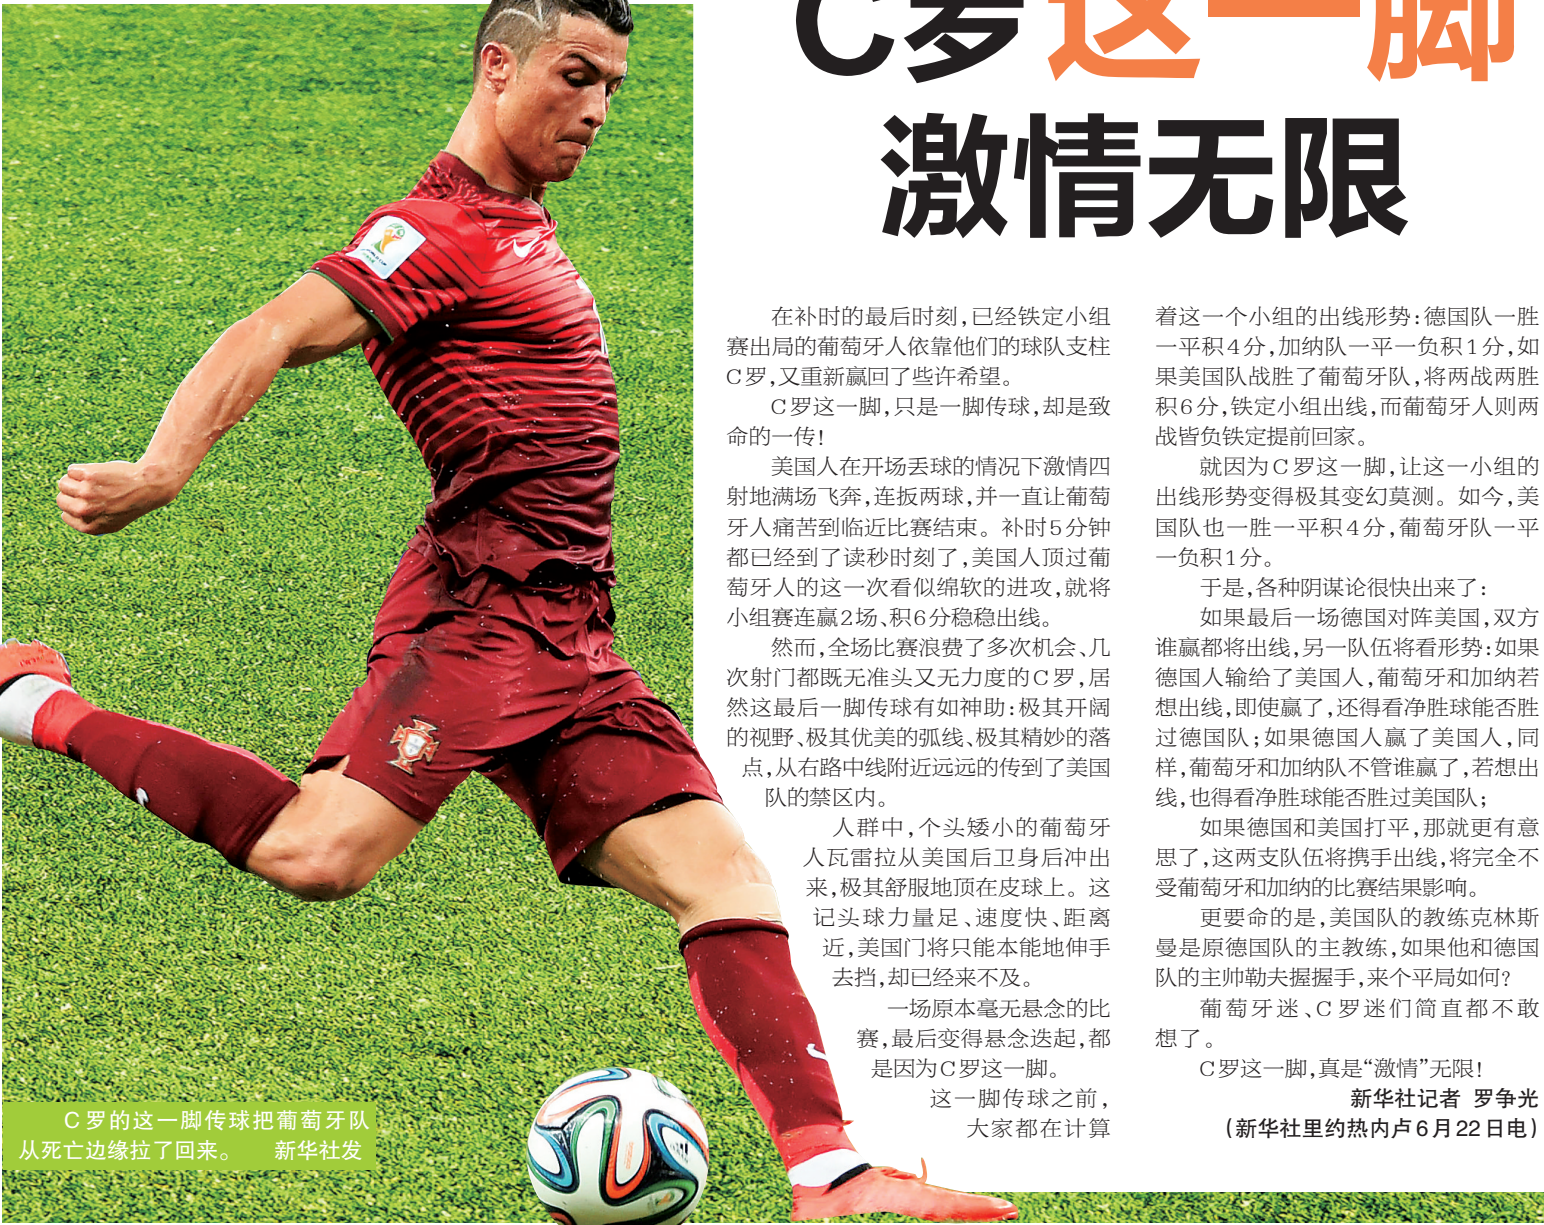 C罗这一脚
激情无限
在补时的最后时刻,已经铁定小组
赛出局的葡萄牙人依靠他们的球队支柱
C罗,又重新赢回了些许希望。
C罗这一脚,只是一脚传球,却是致
命的一传!
美国人在开场丢球的情况下激情四
射地满场飞奔,连扳两球,并一直让葡萄
牙人痛苦到临近比赛结束。补时5分钟
都已经到了读秒时刻了,美国人顶过葡
萄牙人的这一次看似绵软的进攻,就将
小组赛连赢2场、积6分稳稳出线。
然而,全场比赛浪费了多次机会、几
次射门都既无准头又无力度的C罗,居
然这最后一脚传球有如神助:极其开阔
的视野、极其优美的弧线、极其精妙的落
点,从右路中线附近远远的传到了美国
队的禁区内。
人群中,个头矮小的葡萄牙
人瓦雷拉从美国后卫身后冲出
来,极其舒服地顶在皮球上。这
记头球力量足、速度快、距离
近,美国门将只能本能地伸手
去挡,却已经来不及。
一场原本毫无悬念的比
赛,最后变得悬念迭起,都
是因为C罗这一脚。
这一脚传球之前,
大家都在计算
着这一个小组的出线形势:德国队一胜
一平积4分,加纳队一平一负积1分,如
果美国队战胜了葡萄牙队,将两战两胜
积6分,铁定小组出线,而葡萄牙人则两
战皆负铁定提前回家。
就因为C罗这一脚,让这一小组的
出线形势变得极其变幻莫测。如今,美
国队也一胜一平积4分,葡萄牙队一平
一负积1分。
于是,各种阴谋论很快出来了:
如果最后一场德国对阵美国,双方
谁赢都将出线,另一队伍将看形势:如果
德国人输给了美国人,葡萄牙和加纳若
想出线,即使赢了,还得看净胜球能否胜
过德国队;如果德国人赢了美国人,同
样,葡萄牙和加纳队不管谁赢了,若想出
线,也得看净胜球能否胜过美国队;
如果德国和美国打平,那就更有意
思了,这两支队伍将携手出线,将完全不
受葡萄牙和加纳的比赛结果影响。
更要命的是,美国队的教练克林斯
曼是原德国队的主教练,如果他和德国
队的主帅勒夫握握手,来个平局如何?
葡萄牙迷、C罗迷们简直都不敢
想了。
C罗这一脚,真是“激情”无限!
新华社记者 罗争光
(新华社里约热内卢6月22日电)
C罗的这一脚传球把葡萄牙队
从死亡边缘拉了回来。 新华社发